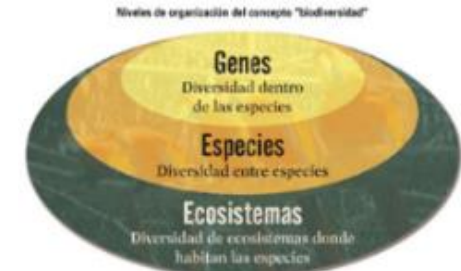 Niveles de organización del concepto "biodiversidad"
Genes
Diversidad dentro
de las especies
Especies
Diversidad entre especies
Ecosistemas
Diversidad de ecosistemas donde
habitan las especies